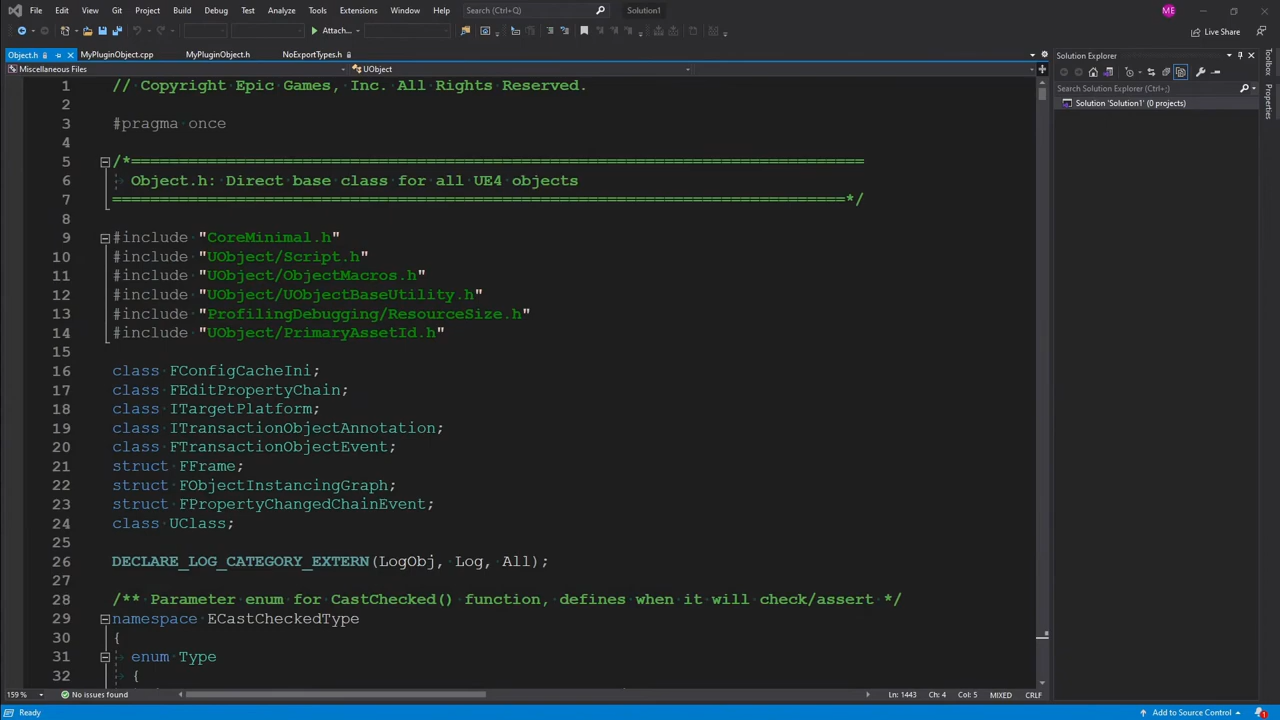 File Edit View Git Project Build Debug Test Analyze Tools Extensions Window Help Search (Ctrl+Q) Solution1 ME
Attach... Live Share
Object.h MyPluginObject.cpp MyPluginObject.h NoExportTypes.h Solution Explorer
Miscellaneous Files UObject
Search Solution Explorer (Ctrl+;)
Solution 'Solution1' (0 projects)
Toolbox
Properties
1 // Copyright Epic Games, Inc. All Rights Reserved.
2
3 #pragma once
4
5 /*=============================================================================
6 Object.h: Direct base class for all UE4 objects
7 =============================================================================*/
8
9 #include "CoreMinimal.h"
10 #include "UObject/Script.h"
11 #include "UObject/ObjectMacros.h"
12 #include "UObject/UObjectBaseUtility.h"
13 #include "ProfilingDebugging/ResourceSize.h"
14 #include "UObject/PrimaryAssetId.h"
15
16 class FConfigCacheIni;
17 class FEditPropertyChain;
18 class ITargetPlatform;
19 class ITransactionObjectAnnotation;
20 class FTransactionObjectEvent;
21 struct FFrame;
22 struct FObjectInstancingGraph;
23 struct FPropertyChangedChainEvent;
24 class UClass;
25
26 DECLARE_LOG_CATEGORY_EXTERN(LogObj, Log, All);
27
28 /** Parameter enum for CastChecked() function, defines when it will check/assert */
29 namespace ECastCheckedType
30 {
31 enum Type
32 {
159 % No issues found Ln: 1443 Ch: 4 Col: 5 MIXED CRLF
Ready Add to Source Control 1